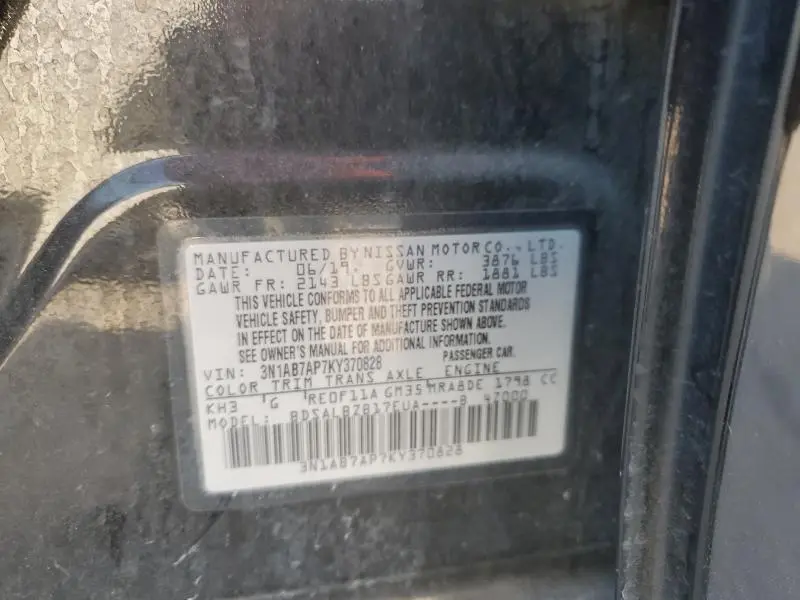 MANUFACTURED BY NISSAN MOTOR CO., LTD.
DATE: 06/19. GVWR: 3876 LBS
GAWR FR: 2143 LBS GAWR RR: 1881 LBS
THIS VEHICLE CONFORMS TO ALL APPLICABLE FEDERAL MOTOR
VEHICLE SAFETY, BUMPER AND THEFT PREVENTION STANDARDS
IN EFFECT ON THE DATE OF MANUFACTURE SHOWN ABOVE.
SEE OWNER'S MANUAL FOR ADDITIONAL INFORMATION.
VIN: 3N1AB7AP7KY370828 PASSENGER CAR
COLOR TRIM TRANS AXLE ENGINE
KH3 G RE0F11A GM35 MRA8DE 1798 CC
MODEL: BDSALBZB17EUA----B 47000
3N1AB7AP7KY370828